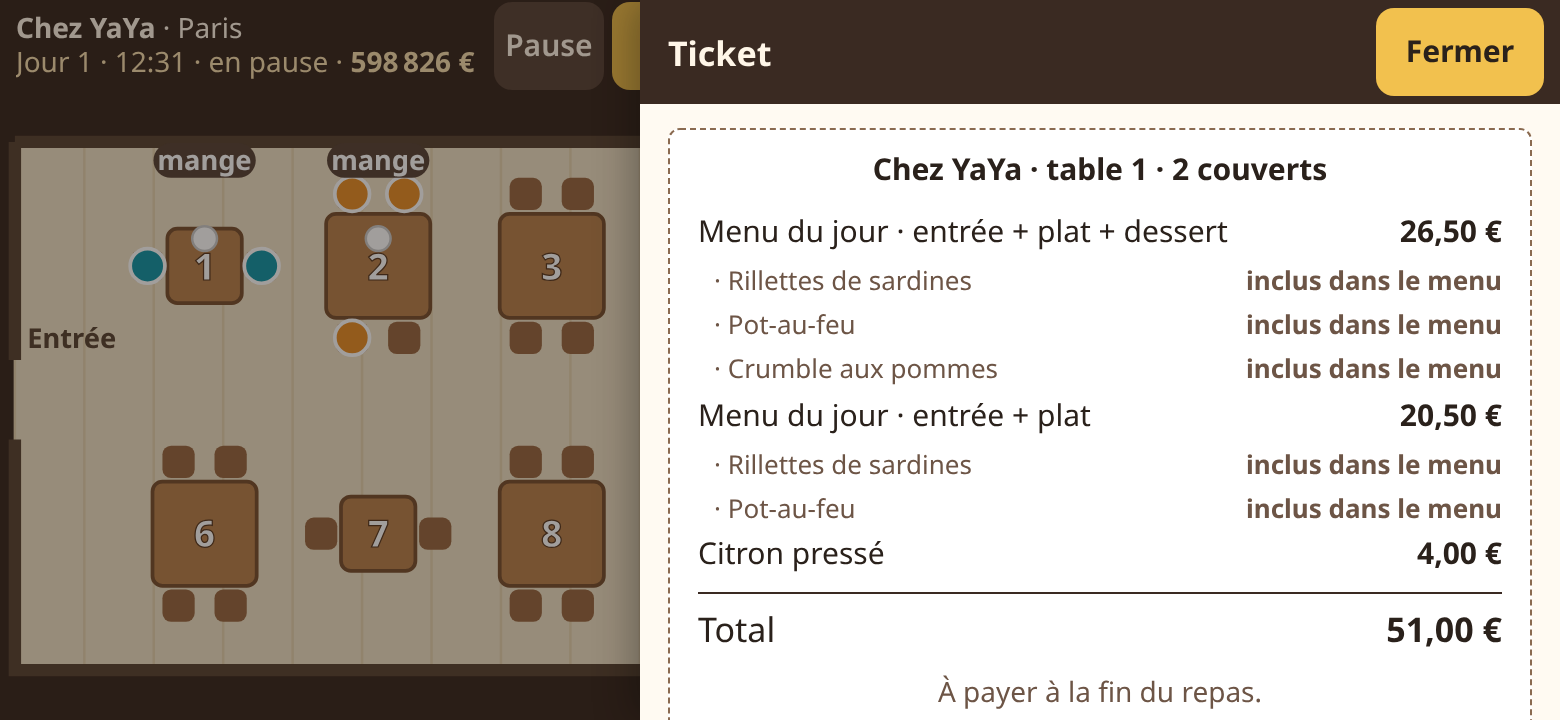 Chez YaYa · Paris
Jour 1 · 12:31 · en pause · 598 826 €
Pause
mange
mange
1
2
3
Entrée
6
7
8
Ticket
Fermer
Chez YaYa · table 1 · 2 couverts
Menu du jour · entrée + plat + dessert 26,50 €
· Rillettes de sardines inclus dans le menu
· Pot-au-feu inclus dans le menu
· Crumble aux pommes inclus dans le menu
Menu du jour · entrée + plat 20,50 €
· Rillettes de sardines inclus dans le menu
· Pot-au-feu inclus dans le menu
Citron pressé 4,00 €
Total 51,00 €
À payer à la fin du repas.